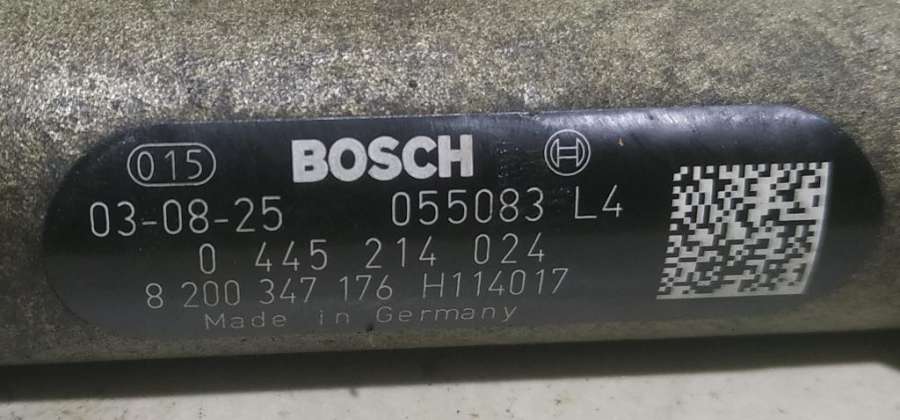 015 BOSCH
03-08-25 055083 L4
0 445 214 024
8 200 347 176 H114017
Made in Germany